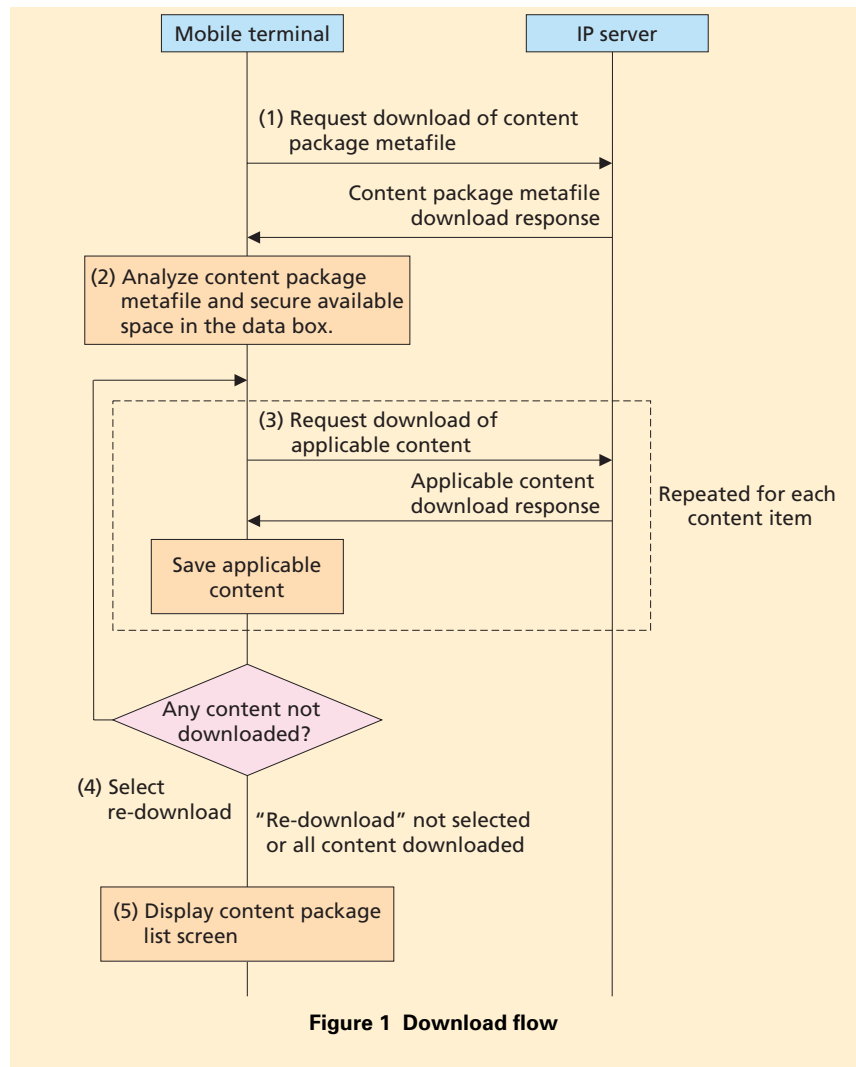 Mobile terminal
IP server
(1) Request download of content
package metafile
Content package metafile
download response
(2) Analyze content package
metafile and secure available
space in the data box.
(3) Request download of
applicable content
Applicable content
download response
Repeated for each
content item
Save applicable
content
Any content not
downloaded?
(4) Select
re-download
“Re-download” not selected
or all content downloaded
(5) Display content package
list screen
Figure 1 Download flow